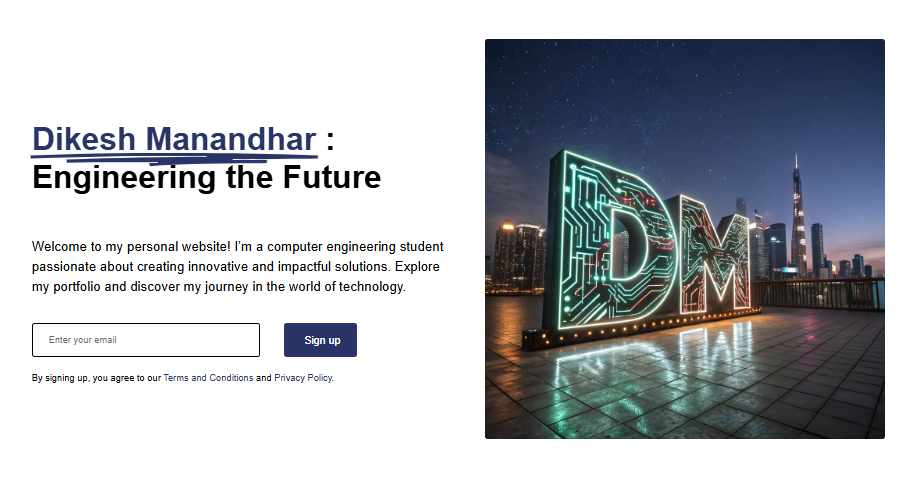 Dikesh Manandhar :
Engineering the Future
Welcome to my personal website! I'm a computer engineering student
passionate about creating innovative and impactful solutions. Explore
my portfolio and discover my journey in the world of technology.
Enter your email
Sign up
By signing up, you agree to our Terms and Conditions and Privacy Policy.
DM